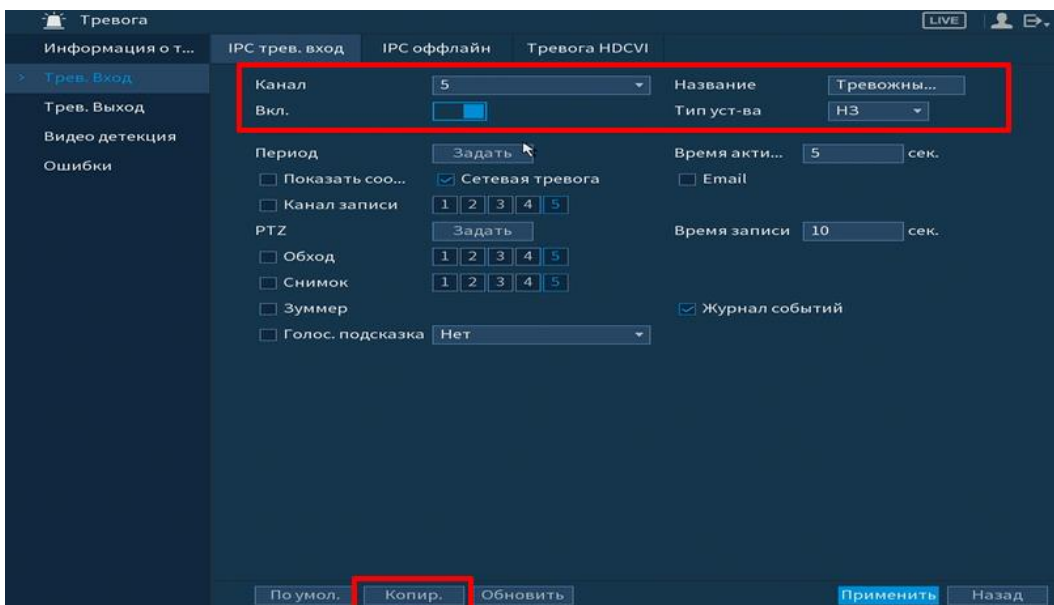 Тревога LIVE
Информация о т... IPC трев. вход IPC оффлайн Тревога HDCVI
> Трев. Вход
Канал 5 Название Тревожны...
Трев. Выход Вкл. Тип уст-ва НЗ
Видео детекция
Период Задать Время акти... 5 сек.
Ошибки
Показать соо... Сетевая тревога Email
Канал записи 1 2 3 4 5
PTZ Задать Время записи 10 сек.
Обход 1 2 3 4 5
Снимок 1 2 3 4 5
Зуммер Журнал событий
Голос. подсказка Нет
По умол. Копир. Обновить Применить Назад